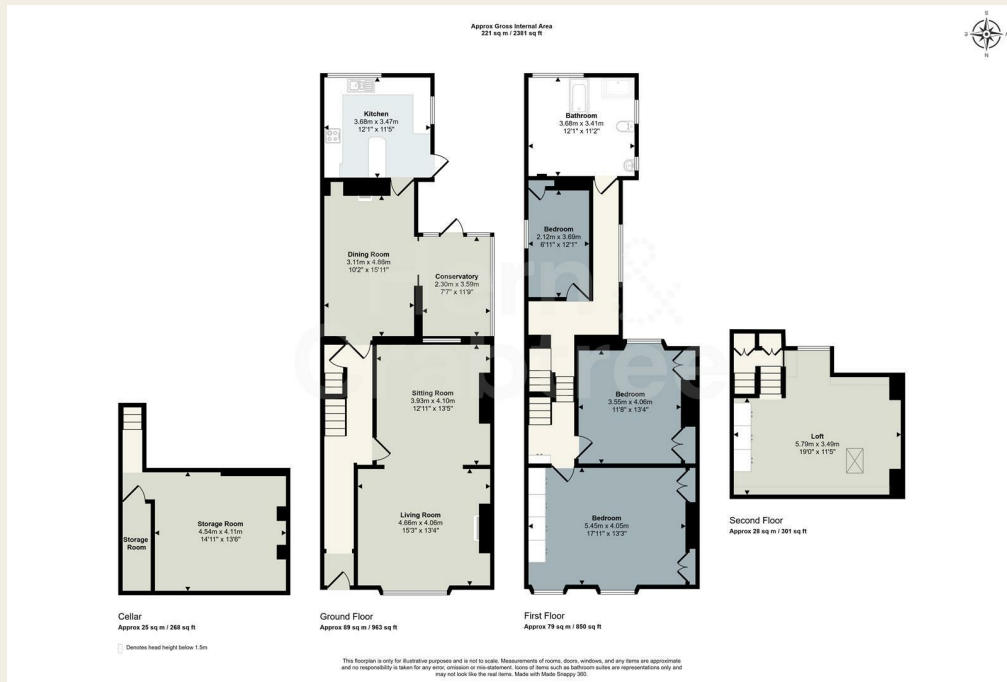 Approx Gross Internal Area
221 sq m / 2381 sq ft
S
N
Kitchen
3.68m x 3.47m
12'1" x 11'5"
Dining Room
3.11m x 4.86m
10'2" x 15'11"
Conservatory
2.30m x 3.59m
7'7" x 11'9"
Sitting Room
3.93m x 4.10m
12'11" x 13'5"
Living Room
4.66m x 4.06m
15'3" x 13'4"
Bathroom
3.68m x 3.41m
12'1" x 11'2"
Bedroom
2.12m x 3.69m
6'11" x 12'1"
Bedroom
3.55m x 4.06m
11'8" x 13'4"
Bedroom
5.45m x 4.05m
17'11" x 13'3"
Loft
5.79m x 3.49m
19'0" x 11'5"
Storage Room
4.54m x 4.11m
14'11" x 13'6"
Storage
Room
Hern &
Crabtree
Cellar
Approx 25 sq m / 268 sq ft
Ground Floor
Approx 89 sq m / 963 sq ft
First Floor
Approx 79 sq m / 850 sq ft
Second Floor
Approx 28 sq m / 301 sq ft
Denotes head height below 1.5m
This floorplan is only for illustrative purposes and is not to scale. Measurements of rooms, doors, windows, and any items are approximate
and no responsibility is taken for any error, omission or mis-statement. Icons of items such as bathroom suites are representations only and
may not look like the real items. Made with Made Snappy 360.